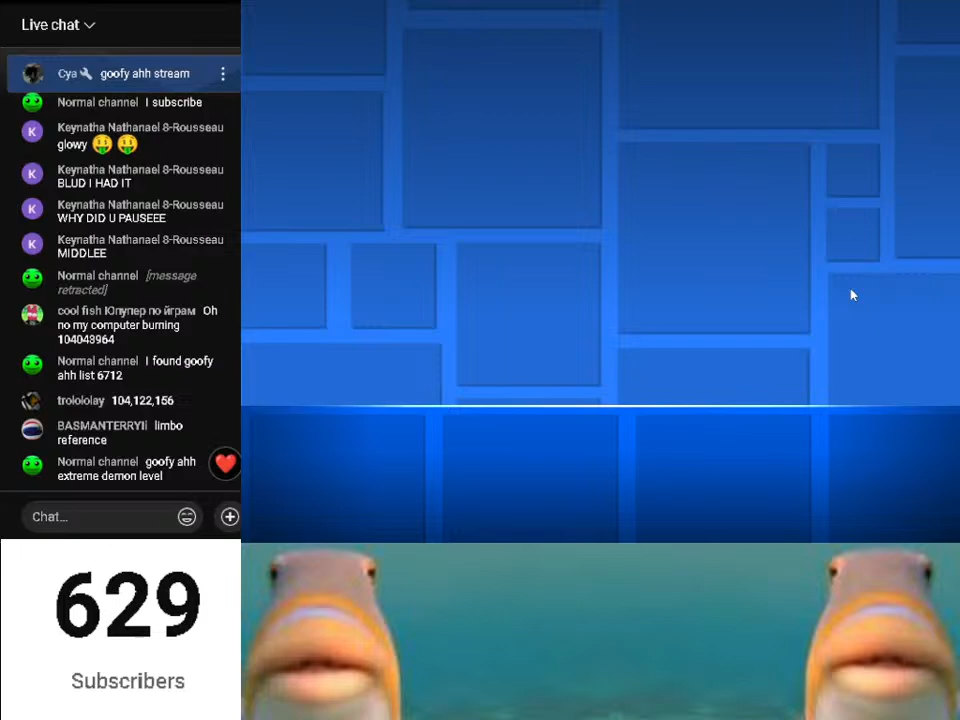 Live chat
Cya goofy ahh stream
Normal channel I subscribe
Keynatha Nathanael 8-Rousseau
glowy
Keynatha Nathanael 8-Rousseau
BLUD I HAD IT
Keynatha Nathanael 8-Rousseau
WHY DID U PAUSEEE
Keynatha Nathanael 8-Rousseau
MIDDLEE
Normal channel [message
retracted]
cool fish Юпупер по йграм Oh
no my computer burning
104043964
Normal channel I found goofy
ahh list 6712
trolololay 104,122,156
BASMANTERRYII limbo
reference
Normal channel goofy ahh
extreme demon level
Chat...
629
Subscribers